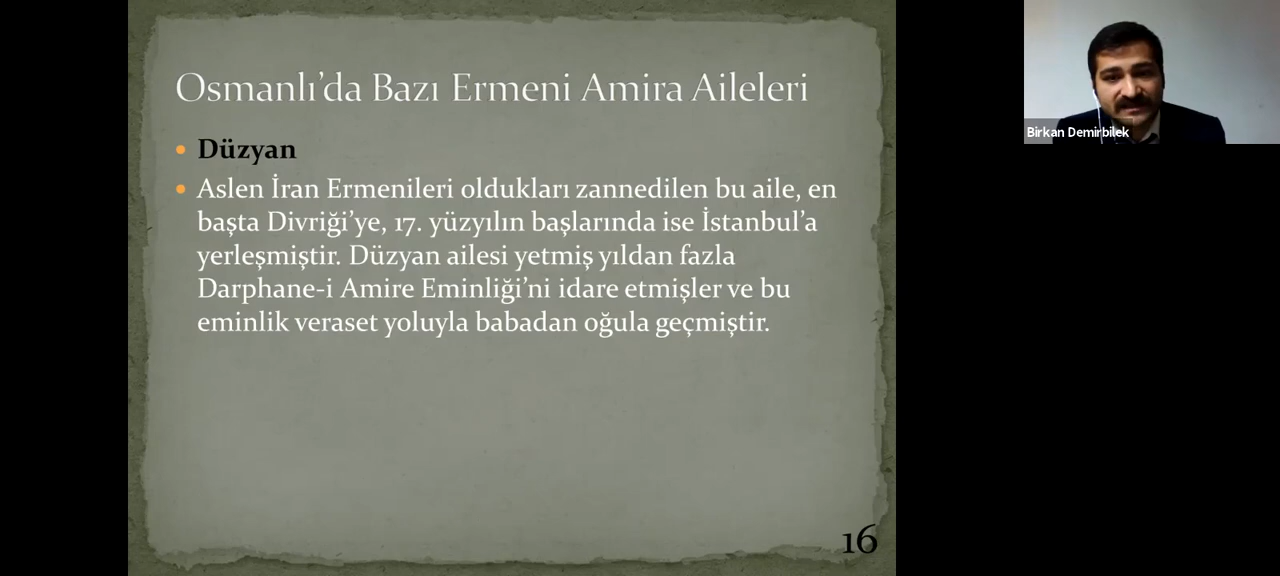 Osmanlı'da Bazı Ermeni Amira Aileleri
Düzyan
Aslen İran Ermenileri oldukları zannedilen bu aile, en
başta Divriği'ye, 17. yüzyılın başlarında ise İstanbul'a
yerleşmiştir. Düzyan ailesi yetmiş yıldan fazla
Darphane-i Amire Eminliği'ni idare etmişler ve bu
eminlik veraset yoluyla babadan oğula geçmiştir.
16
Birkan Demirbilek